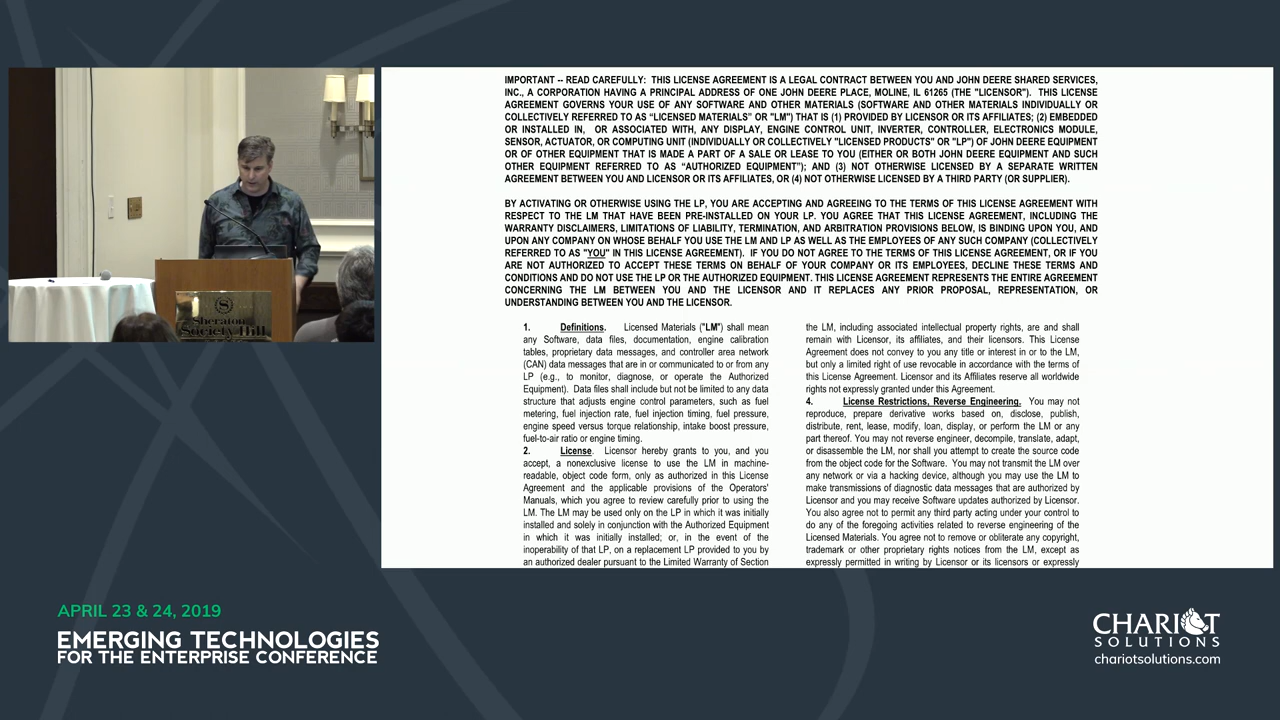 IMPORTANT -- READ CAREFULLY: THIS LICENSE AGREEMENT IS A LEGAL CONTRACT BETWEEN YOU AND JOHN DEERE SHARED SERVICES,
INC., A CORPORATION HAVING A PRINCIPAL ADDRESS OF ONE JOHN DEERE PLACE, MOLINE, IL 61265 (THE "LICENSOR"). THIS LICENSE
AGREEMENT GOVERNS YOUR USE OF ANY SOFTWARE AND OTHER MATERIALS (SOFTWARE AND OTHER MATERIALS INDIVIDUALLY OR
COLLECTIVELY REFERRED TO AS “LICENSED MATERIALS” OR "LM") THAT IS (1) PROVIDED BY LICENSOR OR ITS AFFILIATES; (2) EMBEDDED
OR INSTALLED IN, OR ASSOCIATED WITH, ANY DISPLAY, ENGINE CONTROL UNIT, INVERTER, CONTROLLER, ELECTRONICS MODULE,
SENSOR, ACTUATOR, OR COMPUTING UNIT (INDIVIDUALLY OR COLLECTIVELY "LICENSED PRODUCTS" OR "LP") OF JOHN DEERE EQUIPMENT
OR OF OTHER EQUIPMENT THAT IS MADE A PART OF A SALE OR LEASE TO YOU (EITHER OR BOTH JOHN DEERE EQUIPMENT AND SUCH
OTHER EQUIPMENT REFERRED TO AS “AUTHORIZED EQUIPMENT”); AND (3) NOT OTHERWISE LICENSED BY A SEPARATE WRITTEN
AGREEMENT BETWEEN YOU AND LICENSOR OR ITS AFFILIATES, OR (4) NOT OTHERWISE LICENSED BY A THIRD PARTY (OR SUPPLIER).
BY ACTIVATING OR OTHERWISE USING THE LP, YOU ARE ACCEPTING AND AGREEING TO THE TERMS OF THIS LICENSE AGREEMENT WITH
RESPECT TO THE LM THAT HAVE BEEN PRE-INSTALLED ON YOUR LP. YOU AGREE THAT THIS LICENSE AGREEMENT, INCLUDING THE
WARRANTY DISCLAIMERS, LIMITATIONS OF LIABILITY, TERMINATION, AND ARBITRATION PROVISIONS BELOW, IS BINDING UPON YOU, AND
UPON ANY COMPANY ON WHOSE BEHALF YOU USE THE LM AND LP AS WELL AS THE EMPLOYEES OF ANY SUCH COMPANY (COLLECTIVELY
REFERRED TO AS "YOU" IN THIS LICENSE AGREEMENT). IF YOU DO NOT AGREE TO THE TERMS OF THIS LICENSE AGREEMENT, OR IF YOU
ARE NOT AUTHORIZED TO ACCEPT THESE TERMS ON BEHALF OF YOUR COMPANY OR ITS EMPLOYEES, DECLINE THESE TERMS AND
CONDITIONS AND DO NOT USE THE LP OR THE AUTHORIZED EQUIPMENT. THIS LICENSE AGREEMENT REPRESENTS THE ENTIRE AGREEMENT
CONCERNING THE LM BETWEEN YOU AND THE LICENSOR AND IT REPLACES ANY PRIOR PROPOSAL, REPRESENTATION, OR
UNDERSTANDING BETWEEN YOU AND THE LICENSOR.
1. Definitions. Licensed Materials ("LM") shall mean
any Software, data files, documentation, engine calibration
tables, proprietary data messages, and controller area network
(CAN) data messages that are in or communicated to or from any
LP (e.g., to monitor, diagnose, or operate the Authorized
Equipment). Data files shall include but not be limited to any data
structure that adjusts engine control parameters, such as fuel
metering, fuel injection rate, fuel injection timing, fuel pressure,
engine speed versus torque relationship, intake boost pressure,
fuel-to-air ratio or engine timing.
2. License. Licensor hereby grants to you, and you
accept, a nonexclusive license to use the LM in machine-
readable, object code form, only as authorized in this License
Agreement and the applicable provisions of the Operators'
Manuals, which you agree to review carefully prior to using the
LM. The LM may be used only on the LP in which it was initially
installed and solely in conjunction with the Authorized Equipment
in which it was initially installed; or, in the event of the
inoperability of that LP, on a replacement LP provided to you by
an authorized dealer pursuant to the Limited Warranty of Section
the LM, including associated intellectual property rights, are and shall
remain with Licensor, its affiliates, and their licensors. This License
Agreement does not convey to you any title or interest in or to the LM,
but only a limited right of use revocable in accordance with the terms of
this License Agreement. Licensor and its Affiliates reserve all worldwide
rights not expressly granted under this Agreement.
4. License Restrictions, Reverse Engineering. You may not
reproduce, prepare derivative works based on, disclose, publish,
distribute, rent, lease, modify, loan, display, or perform the LM or any
part thereof. You may not reverse engineer, decompile, translate, adapt,
or disassemble the LM, nor shall you attempt to create the source code
from the object code for the Software. You may not transmit the LM over
any network or via a hacking device, although you may use the LM to
make transmissions of diagnostic data messages that are authorized by
Licensor and you may receive Software updates authorized by Licensor.
You also agree not to permit any third party acting under your control to
do any of the foregoing activities related to reverse engineering of the
Licensed Materials. You agree not to remove or obliterate any copyright,
trademark or other proprietary rights notices from the LM, except as
expressly permitted in writing by Licensor or its licensors or expressly
Sheraton
Society Hill
APRIL 23 & 24, 2019
EMERGING TECHNOLOGIES
FOR THE ENTERPRISE CONFERENCE
CHARIOT
SOLUTIONS
chariotsolutions.com